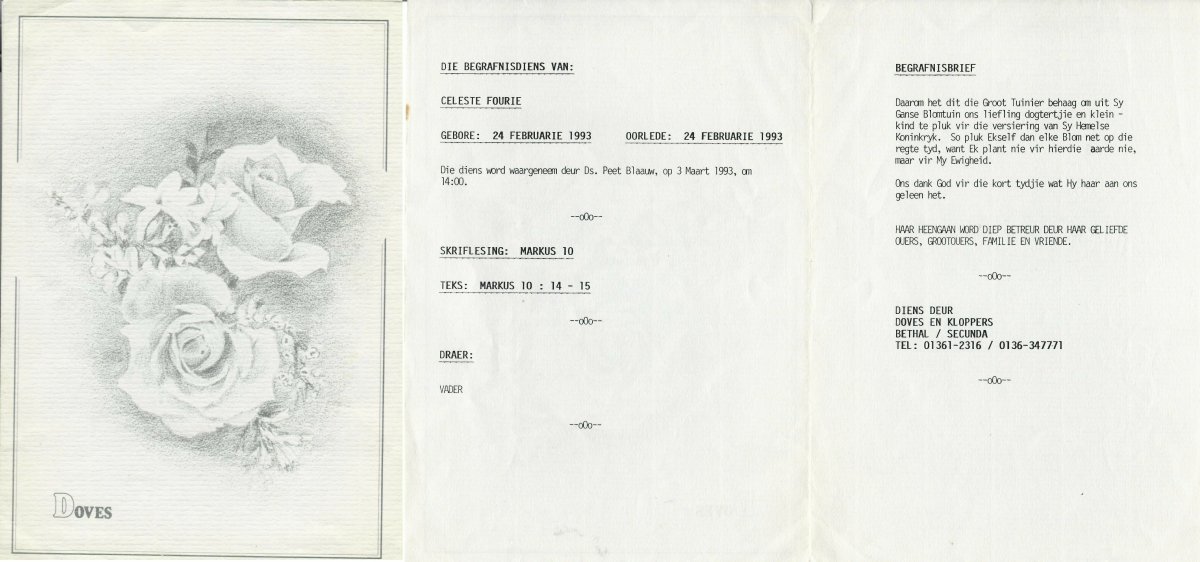 DOVES
DIE BEGRAFNISDIENS VAN:
CELESTE FOURIE
GEBORE: 24 FEBRUARIE 1993 OORLEDE: 24 FEBRUARIE 1993
Die diens word waargeneem deur Ds. Peet Blaauw, op 3 Maart 1993, om
14:00.
--oOo--
SKRIFLESING: MARKUS 10
TEKS: MARKUS 10 : 14 - 15
--oOo--
DRAER:
VADER
--oOo--
BEGRAFNISBRIEF
Daarom het dit die Groot Tuinier behaag om uit Sy
Ganse Blomtuin ons liefling dogtertjie en klein -
kind te pluk vir die versiering van Sy Hemelse
Koninkryk. So pluk Ekself dan elke Blom net op die
regte tyd, want Ek plant nie vir hierdie aarde nie,
maar vir My Ewigheid.
Ons dank God vir die kort tydjie wat Hy haar aan ons
geleen het.
HAAR HEENGAAN WORD DIEP BETREUR DEUR HAAR GELIEFDE
OUERS, GROOTOUERS, FAMILIE EN VRIENDE.
--oOo--
DIENS DEUR
DOVES EN KLOPPERS
BETHAL / SECUNDA
TEL: 01361-2316 / 0136-347771
--oOo--